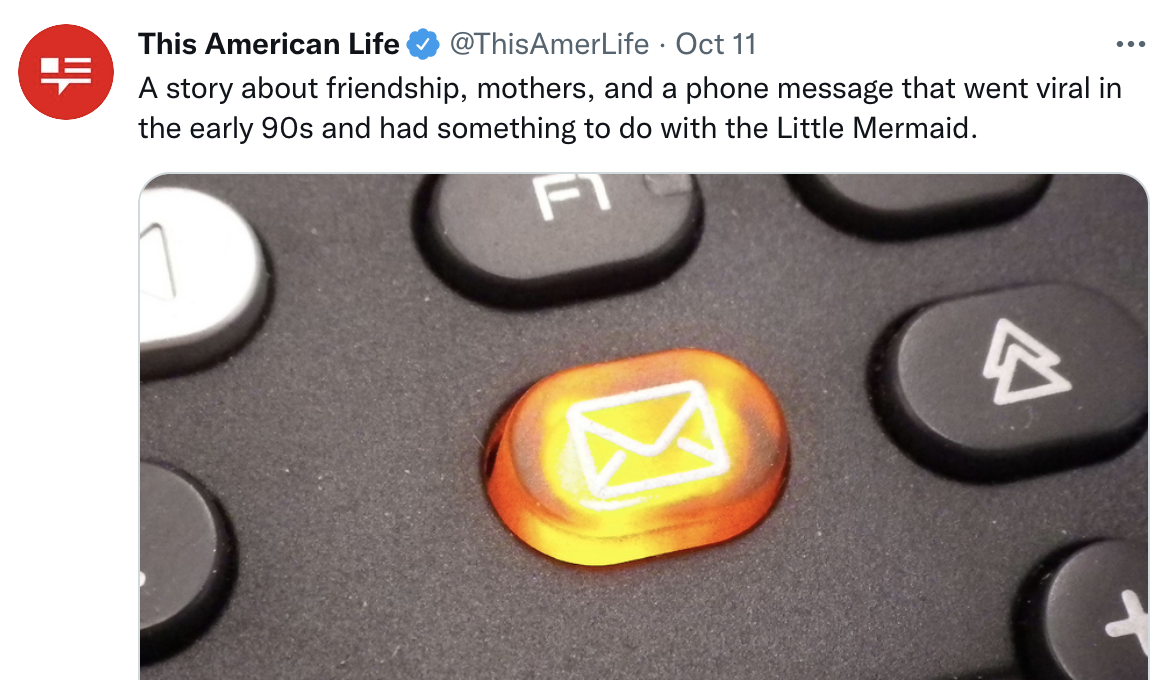 This American Life @ThisAmerLife · Oct 11
A story about friendship, mothers, and a phone message that went viral in
the early 90s and had something to do with the Little Mermaid.
F1
+